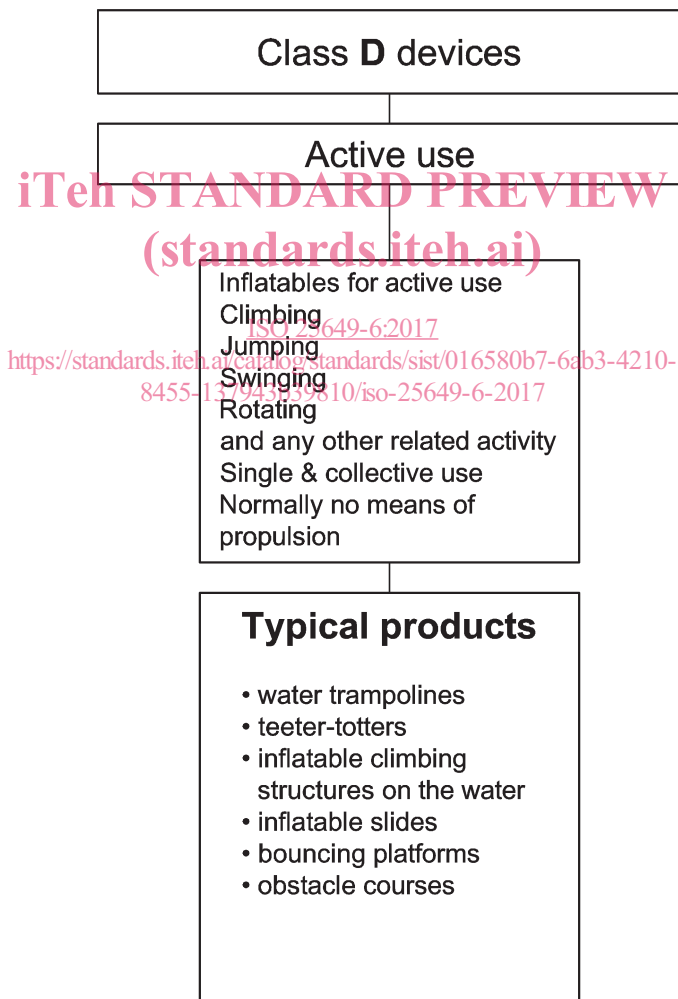 Class D devices
Active use
iTeh STANDARD PREVIEW
(standards.iteh.ai)
Inflatables for active use
Climbing
ISO 25649-6:2017
Jumping
https://standards.iteh.ai/catalog/standards/sist/016580b7-6ab3-4210-
Swinging
8455-137943b39810/iso-25649-6-2017
Rotating
and any other related activity
Single & collective use
Normally no means of
propulsion
Typical products
• water trampolines
• teeter-totters
• inflatable climbing
structures on the water
• inflatable slides
• bouncing platforms
• obstacle courses